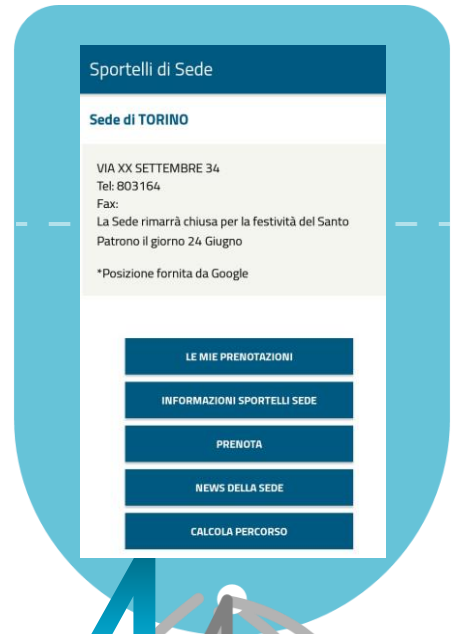 Sportelli di Sede
Sede di TORINO
VIA XX SETTEMBRE 34
Tel: 803164
Fax:
La Sede rimarrà chiusa per la festività del Santo
Patrono il giorno 24 Giugno
*Posizione fornita da Google
LE MIE PRENOTAZIONI
INFORMAZIONI SPORTELLI SEDE
PRENOTA
NEWS DELLA SEDE
CALCOLA PERCORSO